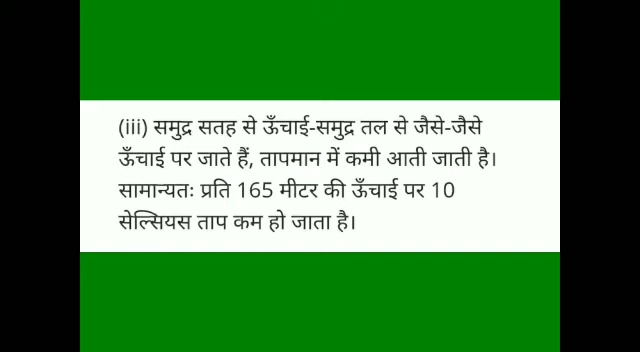 (iii) समुद्र सतह से ऊँचाई-समुद्र तल से जैसे-जैसे
ऊँचाई पर जाते हैं, तापमान में कमी आती जाती है।
सामान्यतः प्रति 165 मीटर की ऊँचाई पर 10
सेल्सियस ताप कम हो जाता है।